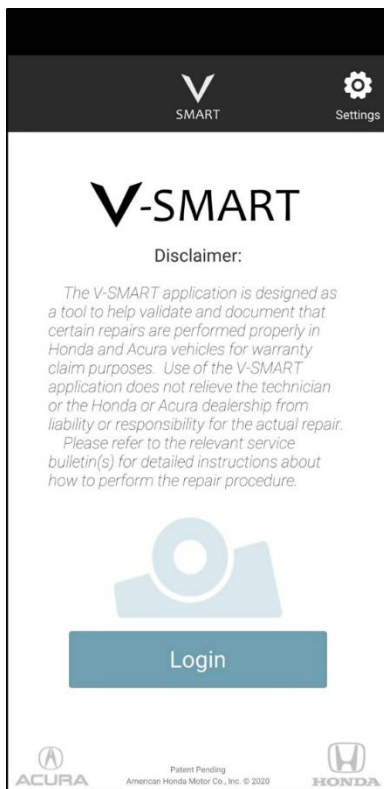 V
SMART
Settings
V-SMART
Disclaimer:
The V-SMART application is designed as
a tool to help validate and document that
certain repairs are performed properly in
Honda and Acura vehicles for warranty
claim purposes. Use of the V-SMART
application does not relieve the technician
or the Honda or Acura dealership from
liability or responsibility for the actual repair.
Please refer to the relevant service
bulletin(s) for detailed instructions about
how to perform the repair procedure.
Login
ACURA
Patent Pending
American Honda Motor Co., Inc. © 2020
HONDA